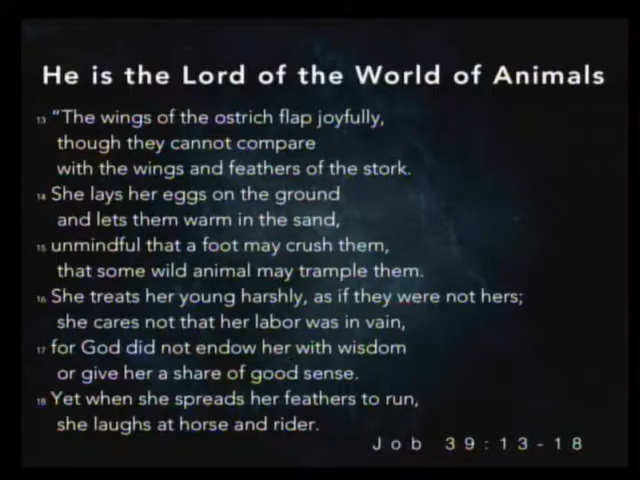 He is the Lord of the World of Animals
13 "The wings of the ostrich flap joyfully,
though they cannot compare
with the wings and feathers of the stork.
14 She lays her eggs on the ground
and lets them warm in the sand,
15 unmindful that a foot may crush them,
that some wild animal may trample them.
16 She treats her young harshly, as if they were not hers;
she cares not that her labor was in vain,
17 for God did not endow her with wisdom
or give her a share of good sense.
18 Yet when she spreads her feathers to run,
she laughs at horse and rider.
Job 39:13-18